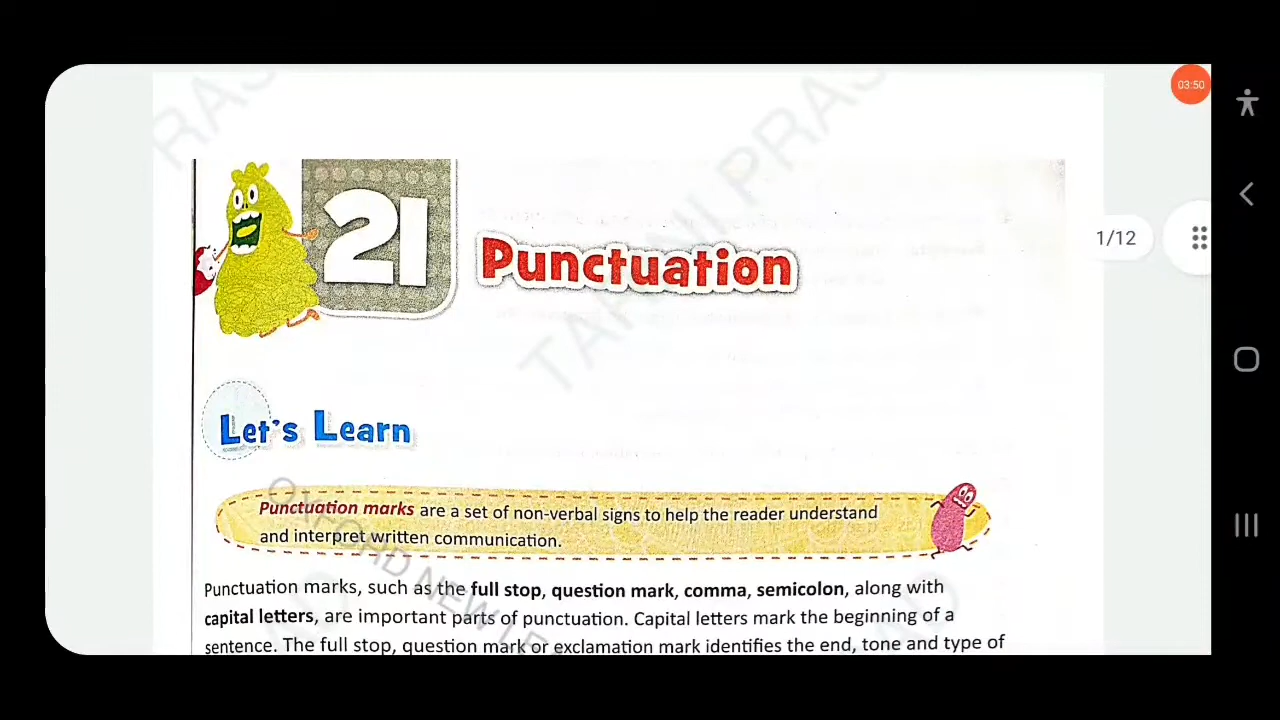 03:50
21
Punctuation
1/12
Let's Learn
Punctuation marks are a set of non-verbal signs to help the reader understand
and interpret written communication.
Punctuation marks, such as the full stop, question mark, comma, semicolon, along with
capital letters, are important parts of punctuation. Capital letters mark the beginning of a
sentence. The full stop, question mark or exclamation mark identifies the end, tone and type of